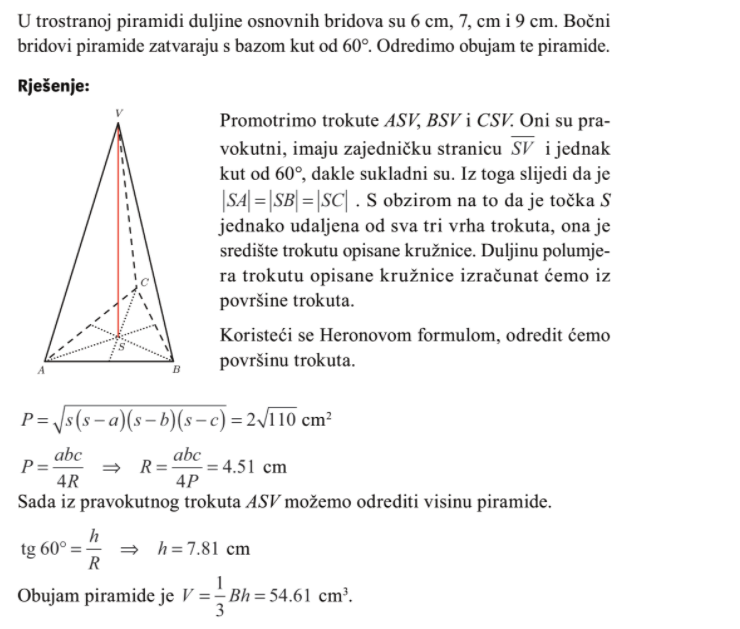 U trostranoj piramidi duljine osnovnih bridova su 6 cm, 7, cm i 9 cm. Bočni
bridovi piramide zatvaraju s bazom kut od 60°. Odredimo obujam te piramide.
Rješenje:
V
C
S
A
B
Promotrimo trokute ASV, BSV i CSV. Oni su pra-
vokutni, imaju zajedničku stranicu \overline{SV} i jednak
kut od 60°, dakle sukladni su. Iz toga slijedi da je
|SA| = |SB| = |SC| . S obzirom na to da je točka S
jednako udaljena od sva tri vrha trokuta, ona je
središte trokutu opisane kružnice. Duljinu polumje-
ra trokutu opisane kružnice izračunat ćemo iz
površine trokuta.
Koristeći se Heronovom formulom, odredit ćemo
površinu trokuta.
P = √(s(s − a)(s − b)(s − c)) = 2√110 cm²
P = abc/4R ⇒ R = abc/4P = 4.51 cm
Sada iz pravokutnog trokuta ASV možemo odrediti visinu piramide.
tg 60° = h/R ⇒ h = 7.81 cm
Obujam piramide je V = 1/3 Bh = 54.61 cm³.